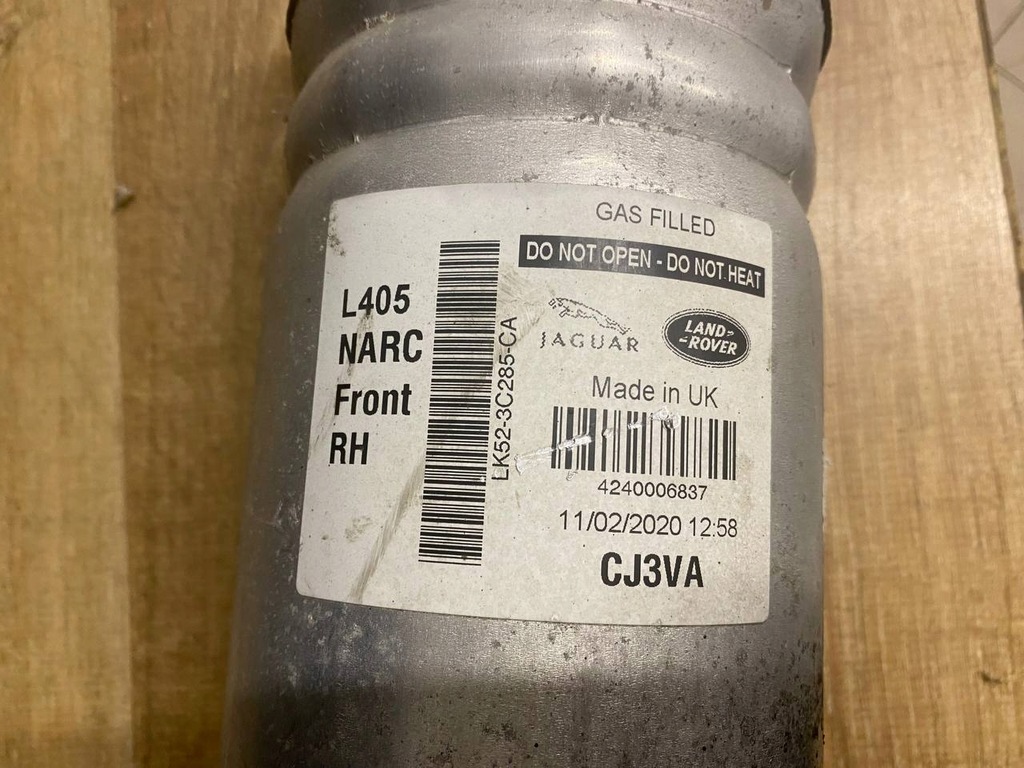 GAS FILLED
DO NOT OPEN - DO NOT HEAT
L405
NARC
Front
RH
LK52-3C285-CA
JAGUAR
LAND-
-ROVER
Made in UK
4240006837
11/02/2020 12:58
CJ3VA